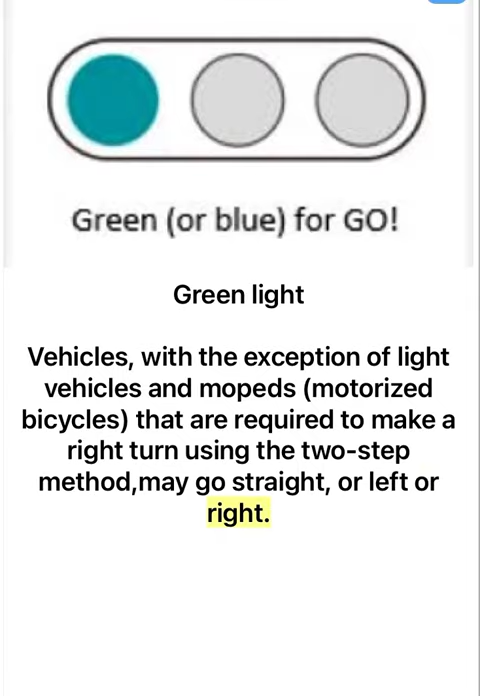 Green (or blue) for GO!
Green light
Vehicles, with the exception of light
vehicles and mopeds (motorized
bicycles) that are required to make a
right turn using the two-step
method,may go straight, or left or
right.